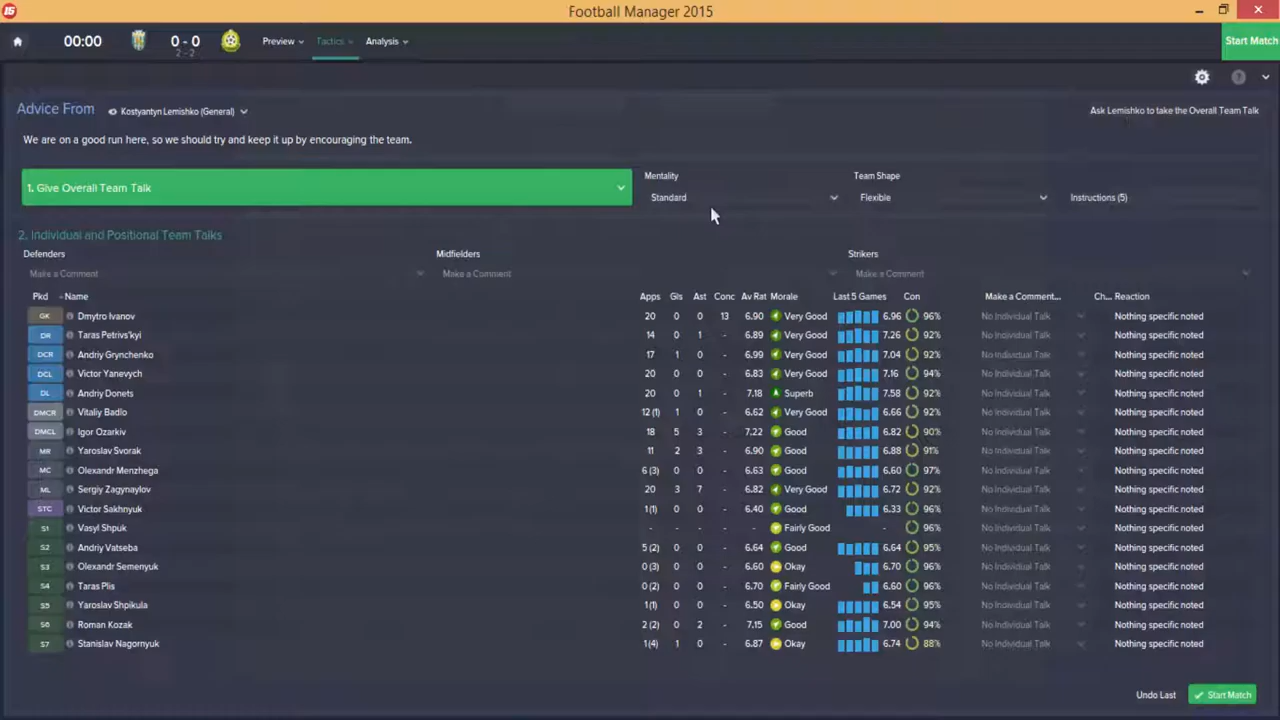 15 Football Manager 2015
00:00 0 - 0 Preview Tactics Analysis Start Match
2 - 2
?
Advice From Kostyantyn Lemishko (General) Ask Lemishko to take the Overall Team Talk
We are on a good run here, so we should try and keep it up by encouraging the team.
Mentality Team Shape
1. Give Overall Team Talk Standard Flexible Instructions (5)
2. Individual and Positional Team Talks
Defenders Midfielders Strikers
Make a Comment Make a Comment Make a Comment
Pkd Name Apps Gls Ast Conc Av Rat Morale Last 5 Games Con Make a Comment... Ch... Reaction
GK Dmytro Ivanov 20 0 0 13 6.90 Very Good 6.96 96% No Individual Talk Nothing specific noted
DR Taras Petrivs'kyi 14 0 1 - 6.89 Very Good 7.26 92% No Individual Talk Nothing specific noted
DCR Andriy Grynchenko 17 1 0 - 6.99 Very Good 7.04 92% No Individual Talk Nothing specific noted
DCL Victor Yanevych 20 0 0 - 6.83 Very Good 7.16 94% No Individual Talk Nothing specific noted
DL Andriy Donets 20 0 1 - 7.18 Superb 7.58 92% No Individual Talk Nothing specific noted
DMCR Vitaliy Badlo 12 (1) 1 0 - 6.62 Very Good 6.66 92% No Individual Talk Nothing specific noted
DMCL Igor Ozarkiv 18 5 3 - 7.22 Good 6.82 90% No Individual Talk Nothing specific noted
MR Yaroslav Svorak 11 2 3 - 6.90 Good 6.88 91% No Individual Talk Nothing specific noted
MC Olexandr Menzhega 6 (3) 0 0 - 6.63 Good 6.60 97% No Individual Talk Nothing specific noted
ML Sergiy Zagynaylov 20 3 7 - 6.82 Very Good 6.72 92% No Individual Talk Nothing specific noted
STC Victor Sakhnyuk 1 (1) 0 0 - 6.40 Good 6.33 96% No Individual Talk Nothing specific noted
S1 Vasyl Shpuk - - - - - Fairly Good - 96% No Individual Talk Nothing specific noted
S2 Andriy Vatseba 5 (2) 0 0 - 6.64 Good 6.64 95% No Individual Talk Nothing specific noted
S3 Olexandr Semenyuk 0 (3) 0 0 - 6.60 Okay 6.70 96% No Individual Talk Nothing specific noted
S4 Taras Plis 0 (2) 0 0 - 6.70 Fairly Good 6.60 96% No Individual Talk Nothing specific noted
S5 Yaroslav Shpikula 1 (1) 0 0 - 6.50 Okay 6.54 95% No Individual Talk Nothing specific noted
S6 Roman Kozak 2 (2) 0 2 - 7.15 Good 7.00 94% No Individual Talk Nothing specific noted
S7 Stanislav Nagornyuk 1 (4) 1 0 - 6.87 Okay 6.74 88% No Individual Talk Nothing specific noted
Undo Last Start Match